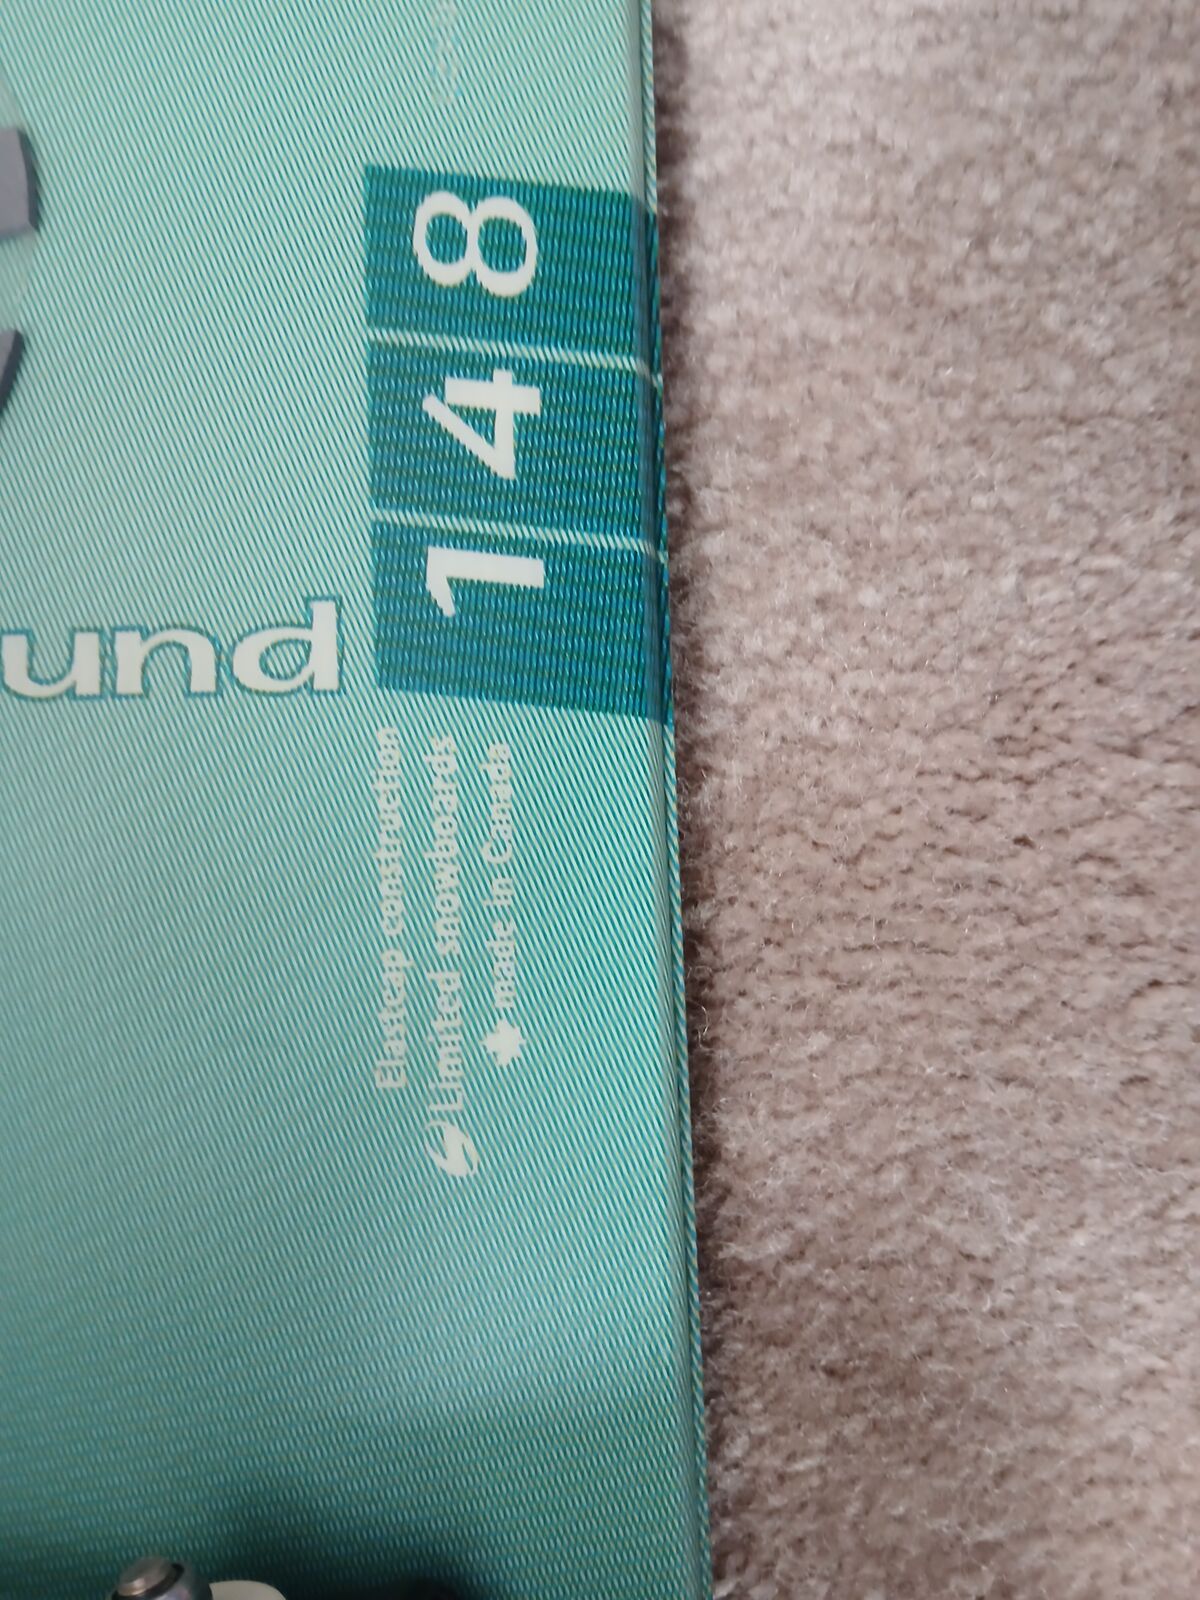 und
148
Elastcap construction
Limited snowboards
made in Canada